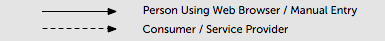 Person Using Web Browser / Manual Entry
Consumer / Service Provider